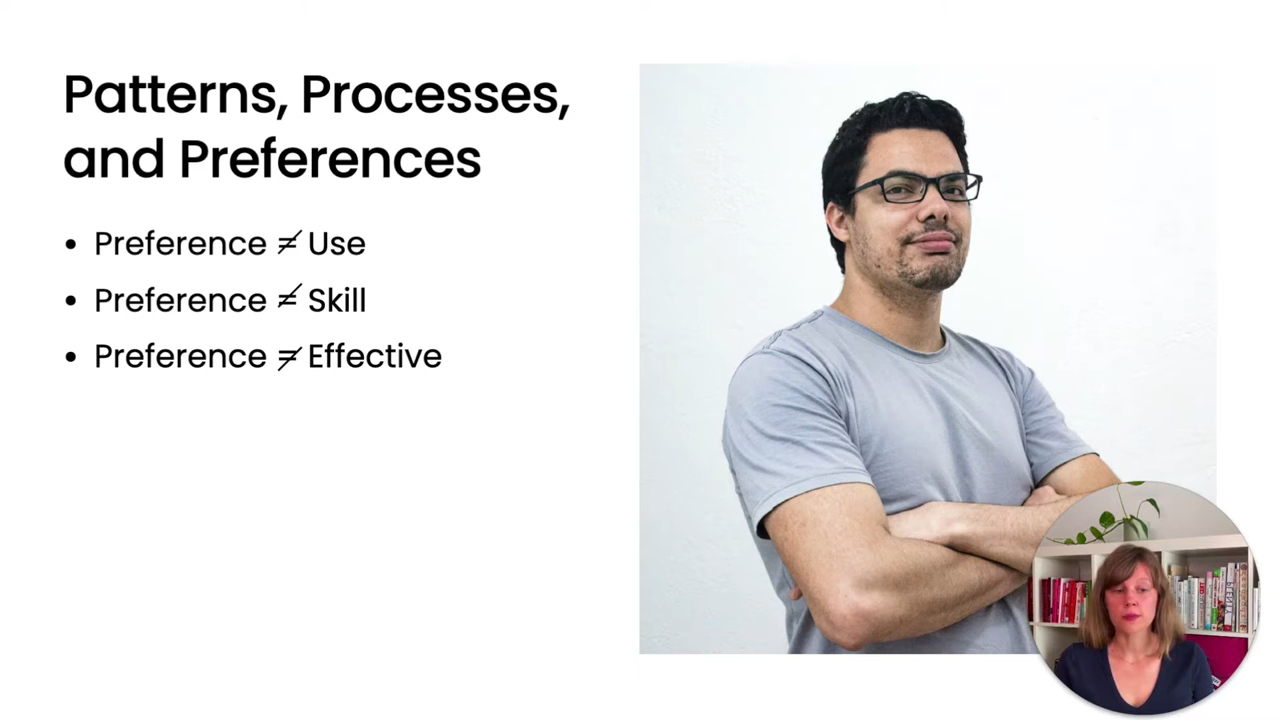 Patterns, Processes,
and Preferences
• Preference ≠ Use
• Preference ≠ Skill
• Preference ≠ Effective